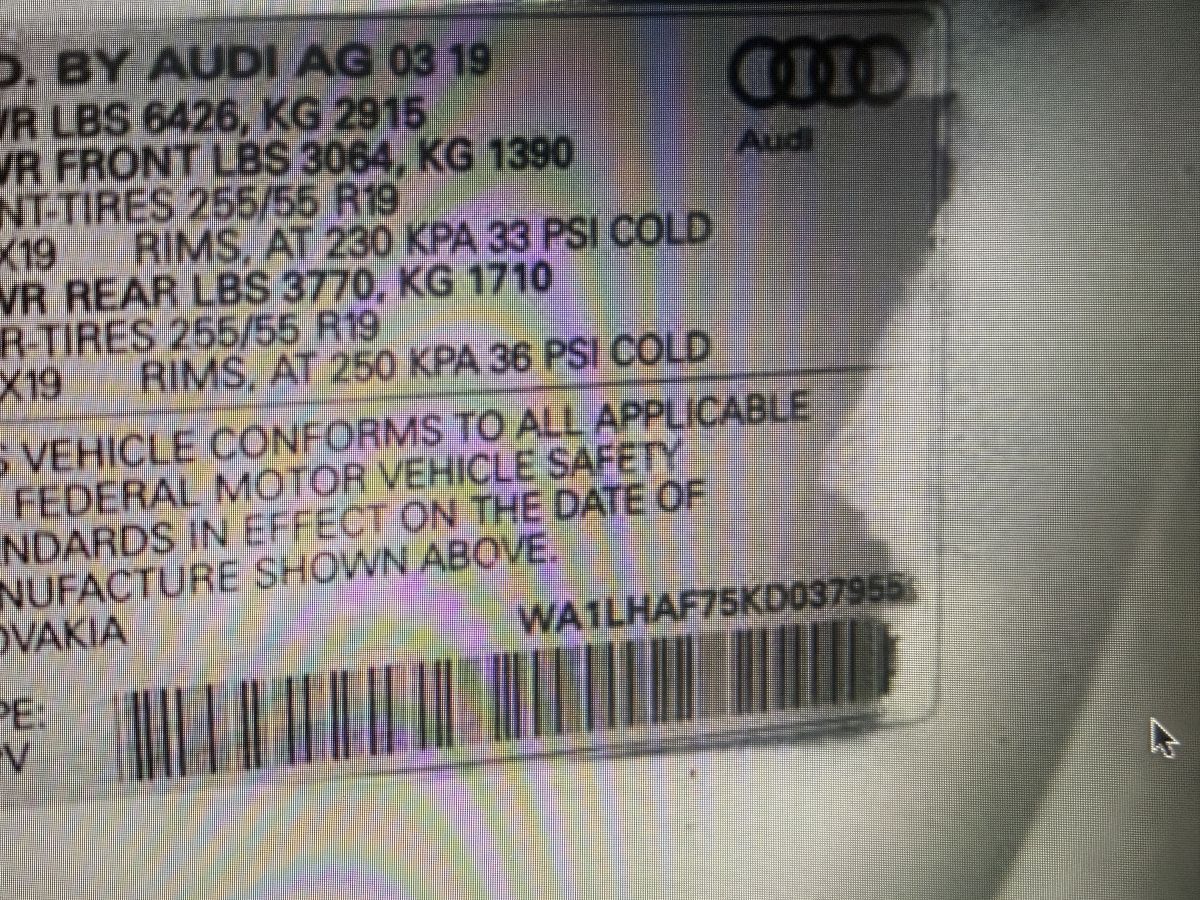 D. BY AUDI AG 03 19
VR LBS 6426, KG 2915
VR FRONT LBS 3064, KG 1390
NT-TIRES 255/55 R19
X19 RIMS, AT 230 KPA 33 PSI COLD
VR REAR LBS 3770, KG 1710
R-TIRES 255/55 R19
X19 RIMS, AT 250 KPA 36 PSI COLD
Audi
S VEHICLE CONFORMS TO ALL APPLICABLE
FEDERAL MOTOR VEHICLE SAFETY
NDARDS IN EFFECT ON THE DATE OF
NUFACTURE SHOWN ABOVE.
OVAKIA
WA1LHAF75KD037955
PE:
PV